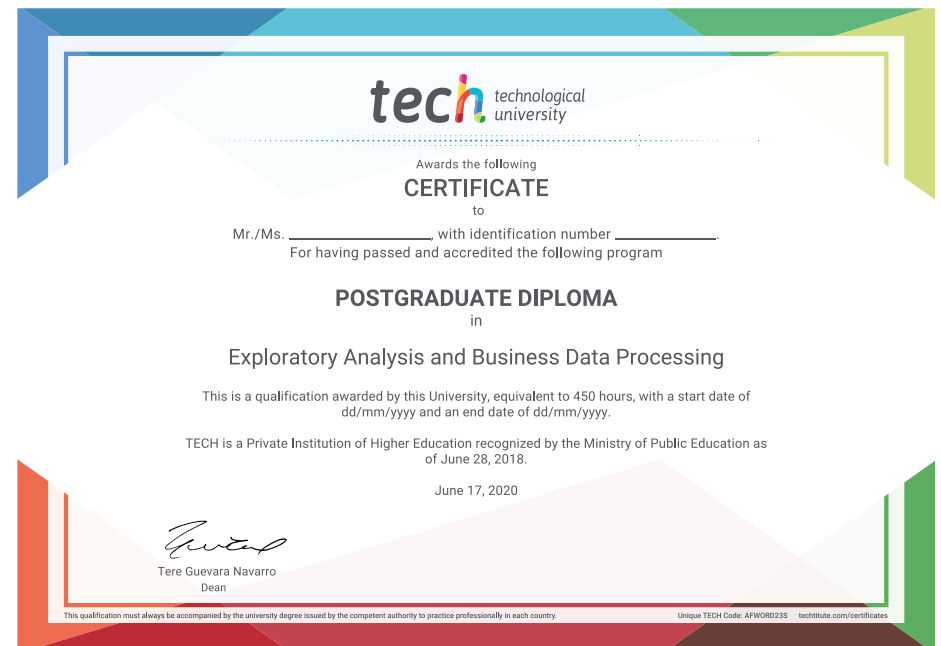 tech technological
university
Awards the following
CERTIFICATE
to
Mr./Ms. ____________________, with identification number ______________.
For having passed and accredited the following program
POSTGRADUATE DIPLOMA
in
Exploratory Analysis and Business Data Processing
This is a qualification awarded by this University, equivalent to 450 hours, with a start date of
dd/mm/yyyy and an end date of dd/mm/yyyy.
TECH is a Private Institution of Higher Education recognized by the Ministry of Public Education as
of June 28, 2018.
June 17, 2020
Tere Guevara Navarro
Dean
This qualification must always be accompanied by the university degree issued by the competent authority to practice professionally in each country. Unique TECH Code: AFWORD23S techtitute.com/certificates